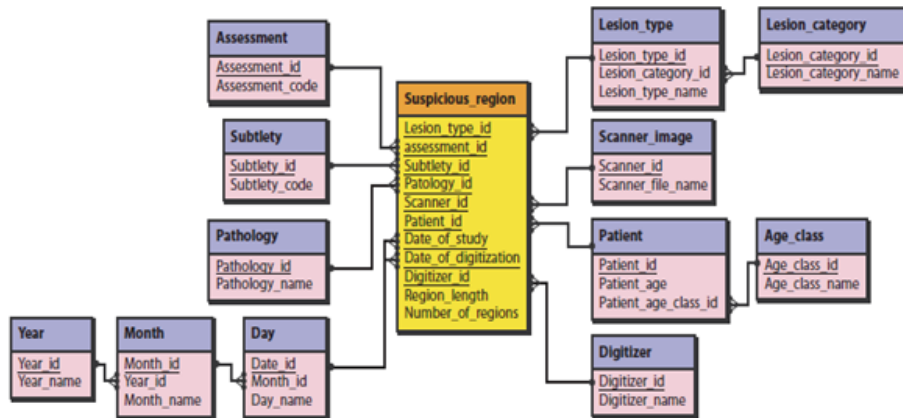 Assessment
Assessment_id
Assessment_code
Subtlety
Subtlety_id
Subtlety_code
Pathology
Pathology_id
Pathology_name
Year
Year_id
Year_name
Month
Month_id
Year_id
Month_name
Day
Date_id
Month_id
Day_name
Suspicious_region
Lesion_type_id
assessment_id
Subtlety_id
Patology_id
Scanner_id
Patient_id
Date_of_study
Date_of_digitization
Digitizer_id
Region_length
Number_of_regions
Lesion_type
Lesion_type_id
Lesion_category_id
Lesion_type_name
Lesion_category
Lesion_category_id
Lesion_category_name
Scanner_image
Scanner_id
Scanner_file_name
Patient
Patient_id
Patient_age
Patient_age_class_id
Age_class
Age_class_id
Age_class_name
Digitizer
Digitizer_id
Digitizer_name